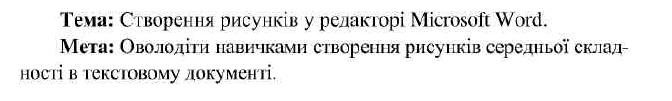 Тема: Створення рисунків у редакторі Microsoft Word.
Мета: Оволодіти навичками створення рисунків середньої склад-
ності в текстовому документі.